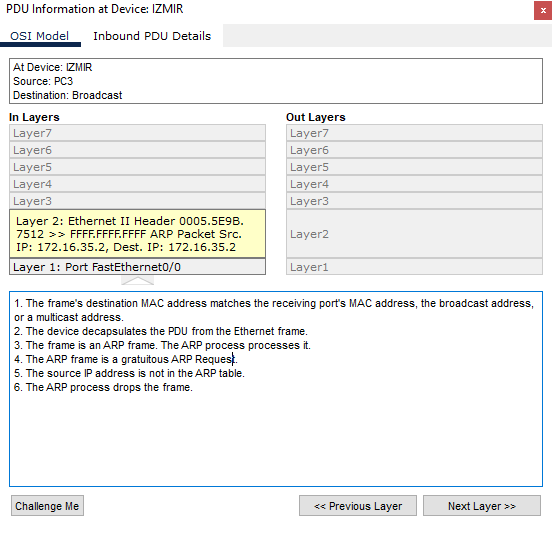 PDU Information at Device: IZMIR
x
OSI Model Inbound PDU Details
At Device: IZMIR
Source: PC3
Destination: Broadcast
In Layers
Layer7
Layer6
Layer5
Layer4
Layer3
Layer 2: Ethernet II Header 0005.5E9B.
7512 >> FFFF.FFFF.FFFF ARP Packet Src.
IP: 172.16.35.2, Dest. IP: 172.16.35.2
Layer 1: Port FastEthernet0/0
Out Layers
Layer7
Layer6
Layer5
Layer4
Layer3
Layer2
Layer1
1. The frame's destination MAC address matches the receiving port's MAC address, the broadcast address,
or a multicast address.
2. The device decapsulates the PDU from the Ethernet frame.
3. The frame is an ARP frame. The ARP process processes it.
4. The ARP frame is a gratuitous ARP Request.
5. The source IP address is not in the ARP table.
6. The ARP process drops the frame.
Challenge Me
<< Previous Layer
Next Layer >>